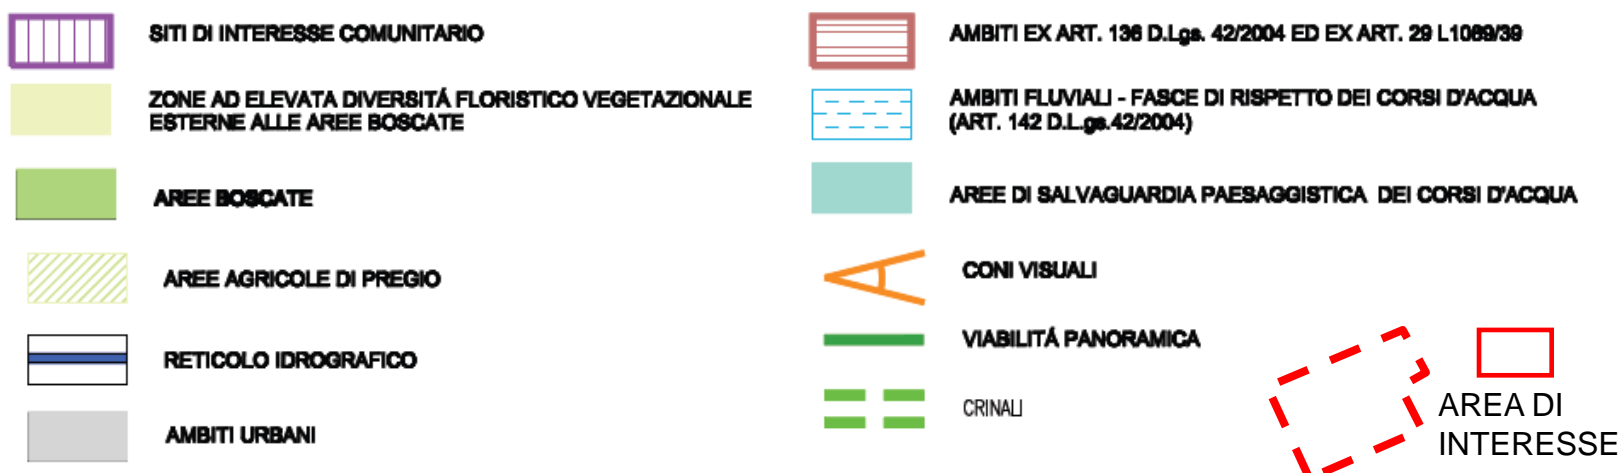 SITI DI INTERESSE COMUNITARIO
ZONE AD ELEVATA DIVERSITÁ FLORISTICO VEGETAZIONALE
ESTERNE ALLE AREE BOSCATE
AREE BOSCATE
AREE AGRICOLE DI PREGIO
RETICOLO IDROGRAFICO
AMBITI URBANI
AMBITI EX ART. 136 D.Lgs. 42/2004 ED EX ART. 29 L1089/39
AMBITI FLUVIALI - FASCE DI RISPETTO DEI CORSI D'ACQUA
(ART. 142 D.L.gs.42/2004)
AREE DI SALVAGUARDIA PAESAGGISTICA DEI CORSI D'ACQUA
CONI VISUALI
VIABILITÁ PANORAMICA
CRINALI
AREA DI
INTERESSE